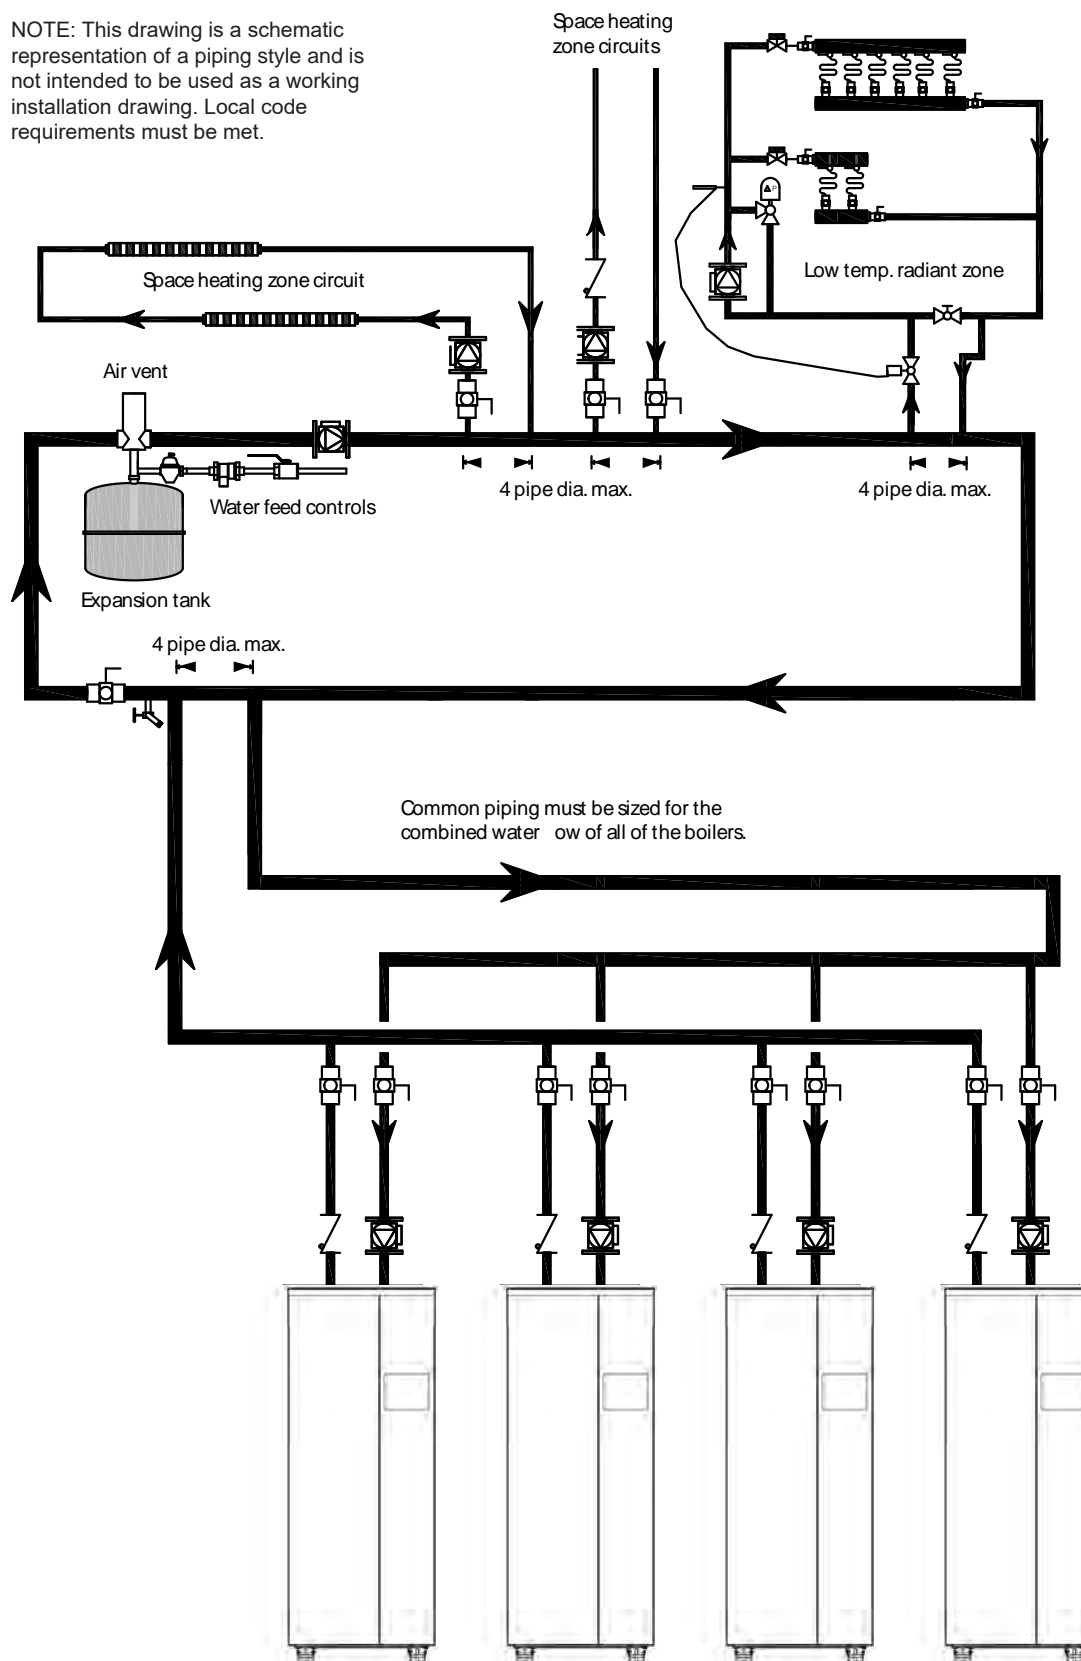 NOTE: This drawing is a schematic
representation of a piping style and is
not intended to be used as a working
installation drawing. Local code
requirements must be met.
Space heating
zone circuits
Δ P
Low temp. radiant zone
Space heating zone circuit
Air vent
4 pipe dia. max.
4 pipe dia. max.
Water feed controls
Expansion tank
4 pipe dia. max.
Common piping must be sized for the
combined water ow of all of the boilers.